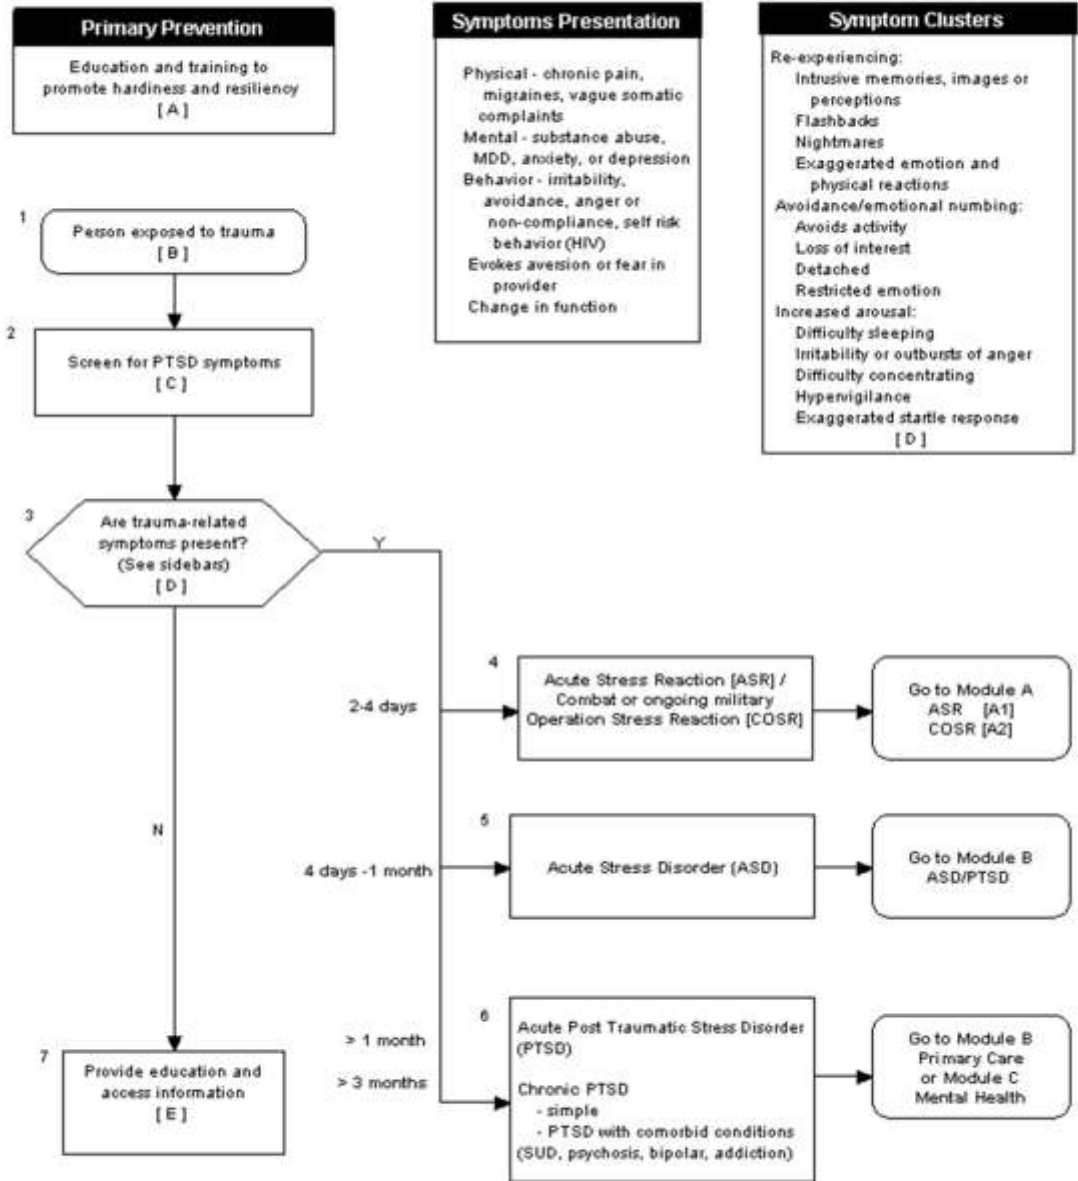 Primary Prevention
Education and training to
promote hardiness and resiliency
[ A ]
Symptoms Presentation
Physical - chronic pain,
migraines, vague somatic
complaints
Mental - substance abuse,
MDD, anxiety, or depression
Behavior - irritability,
avoidance, anger or
non-compliance, self risk
behavior (HIV)
Evokes aversion or fear in
provider
Change in function
Symptom Clusters
Re-experiencing:
Intrusive memories, images or
perceptions
Flashbacks
Nightmares
Exaggerated emotion and
physical reactions
Avoidance/emotional numbing:
Avoids activity
Loss of interest
Detached
Restricted emotion
Increased arousal:
Difficulty sleeping
Irritability or outbursts of anger
Difficulty concentrating
Hypervigilance
Exaggerated startle response
[ D ]
1
Person exposed to trauma
[ B ]
2
Screen for PTSD symptoms
[ C ]
3
Are trauma-related
symptoms present?
(See sidebars)
[ D ]
Y
N
2-4 days
4
Acute Stress Reaction [ASR] /
Combat or ongoing military
Operation Stress Reaction [COSR]
Go to Module A
ASR [A1]
COSR [A2]
4 days -1 month
5
Acute Stress Disorder (ASD)
Go to Module B
ASD/PTSD
> 1 month
> 3 months
6
Acute Post Traumatic Stress Disorder
(PTSD)
Chronic PTSD
- simple
- PTSD with comorbid conditions
(SUD, psychosis, bipolar, addiction)
Go to Module B
Primary Care
or Module C
Mental Health
7
Provide education and
access information
[ E ]